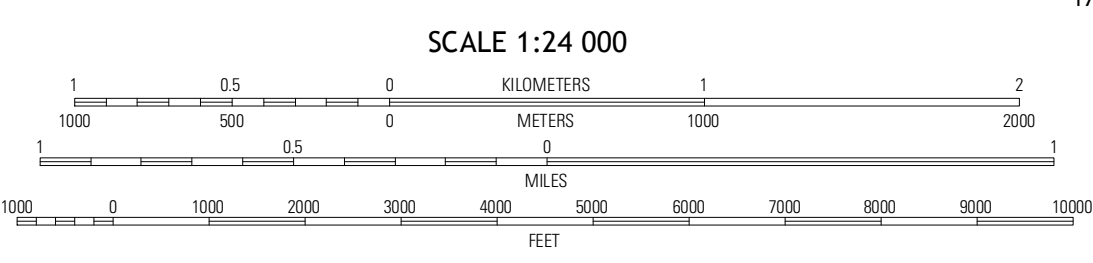 SCALE 1:24 000
1 0.5 0 KILOMETERS 1 2
1000 500 0 METERS 1000 2000
1 0.5 0 1
MILES
1000 0 1000 2000 3000 4000 5000 6000 7000 8000 9000 10000
FEET